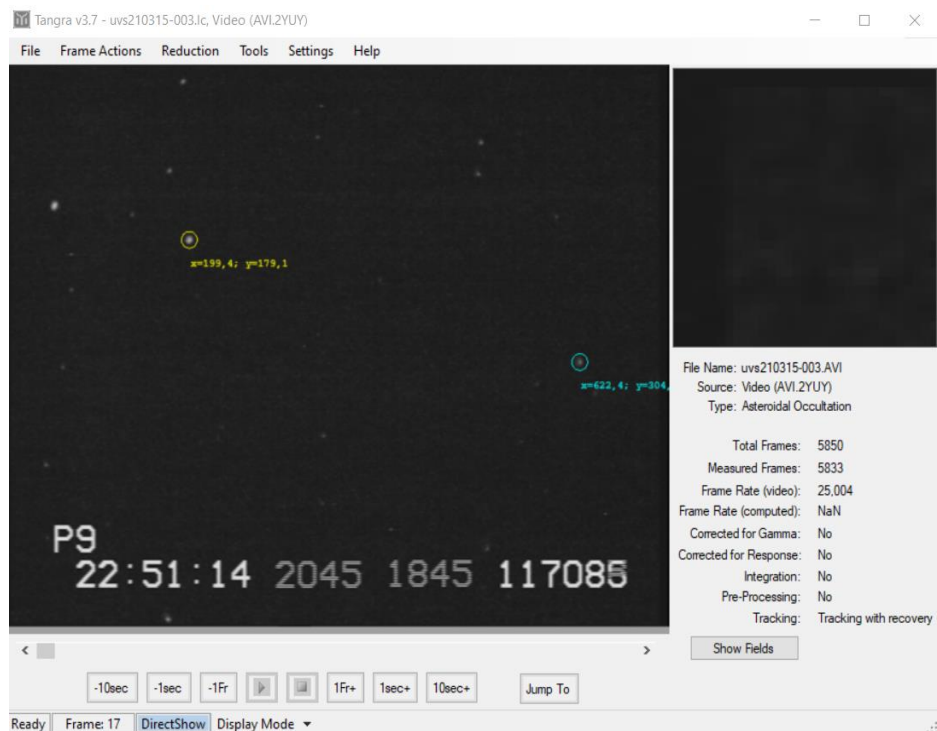 Tangra v3.7 - uvs210315-003.lc, Video (AVI.2YUY)
File Frame Actions Reduction Tools Settings Help
x=199,4; y=179,1
x=622,4; y=304,
File Name: uvs210315-003.AVI
Source: Video (AVI.2YUY)
Type: Asteroidal Occultation
Total Frames: 5850
Measured Frames: 5833
Frame Rate (video): 25,004
Frame Rate (computed): NaN
Corrected for Gamma: No
Corrected for Response: No
Integration: No
Pre-Processing: No
Tracking: Tracking with recovery
Show Fields
P9
22:51:14 2045 1845
-10sec -1sec -1Fr 1Fr+ 1sec+ 10sec+ Jump To
Ready Frame: 17 DirectShow Display Mode